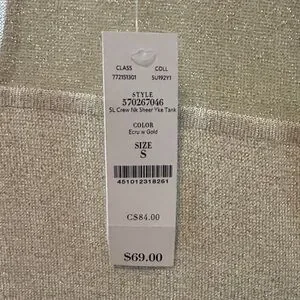 CLASS COLL
772151301 SU192Y1
STYLE
570267046
SL Crew Nk Sheer Yke Tank
COLOR
Ecru w Gold
SIZE
S
451012318261
C$84.00
$69.00